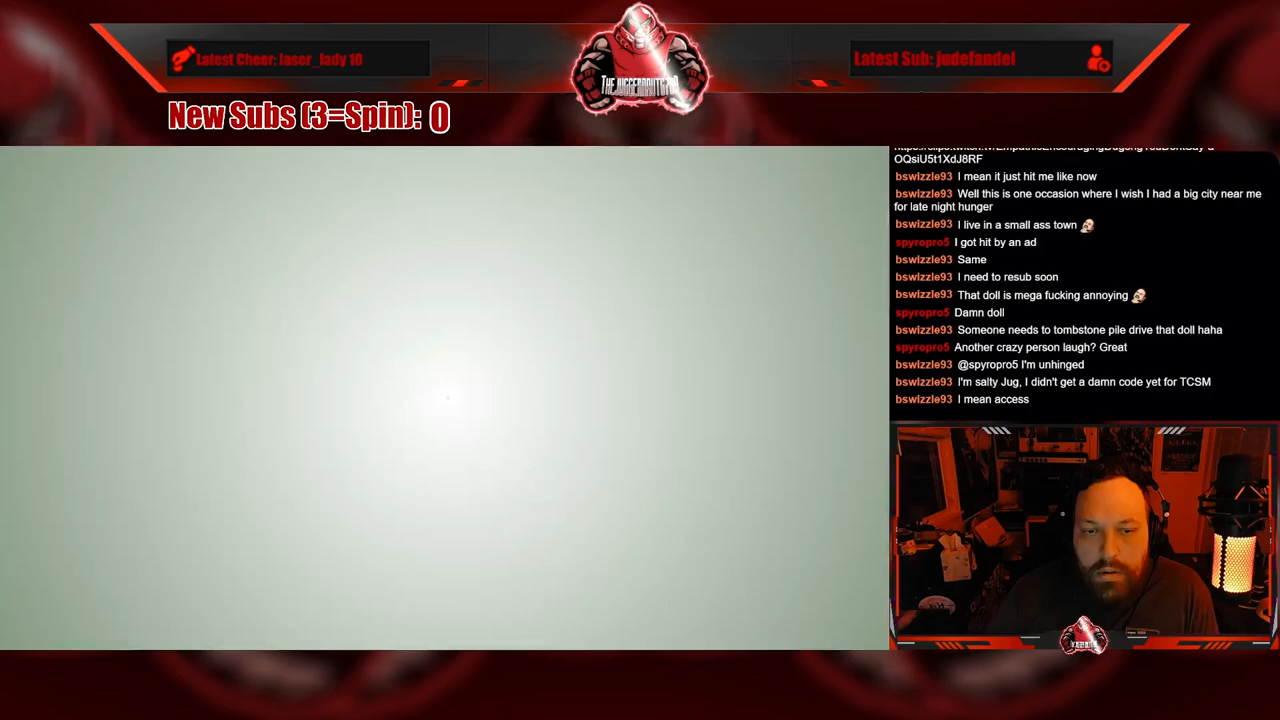 Latest Cheer: laser_lady 10
Latest Sub: judefandel
THEJUGGERNAUT
New Subs (3=Spin): 0
OQsiU5t1XdJ8RF
bswizzle93 I mean it just hit me like now
bswizzle93 Well this is one occasion where I wish I had a big city near me
for late night hunger
bswizzle93 I live in a small ass town
spyropro5 I got hit by an ad
bswizzle93 Same
bswizzle93 I need to resub soon
bswizzle93 That doll is mega fucking annoying
spyropro5 Damn doll
bswizzle93 Someone needs to tombstone pile drive that doll haha
spyropro5 Another crazy person laugh? Great
bswizzle93 @spyropro5 I'm unhinged
bswizzle93 I'm salty Jug, I didn't get a damn code yet for TCSM
bswizzle93 I mean access